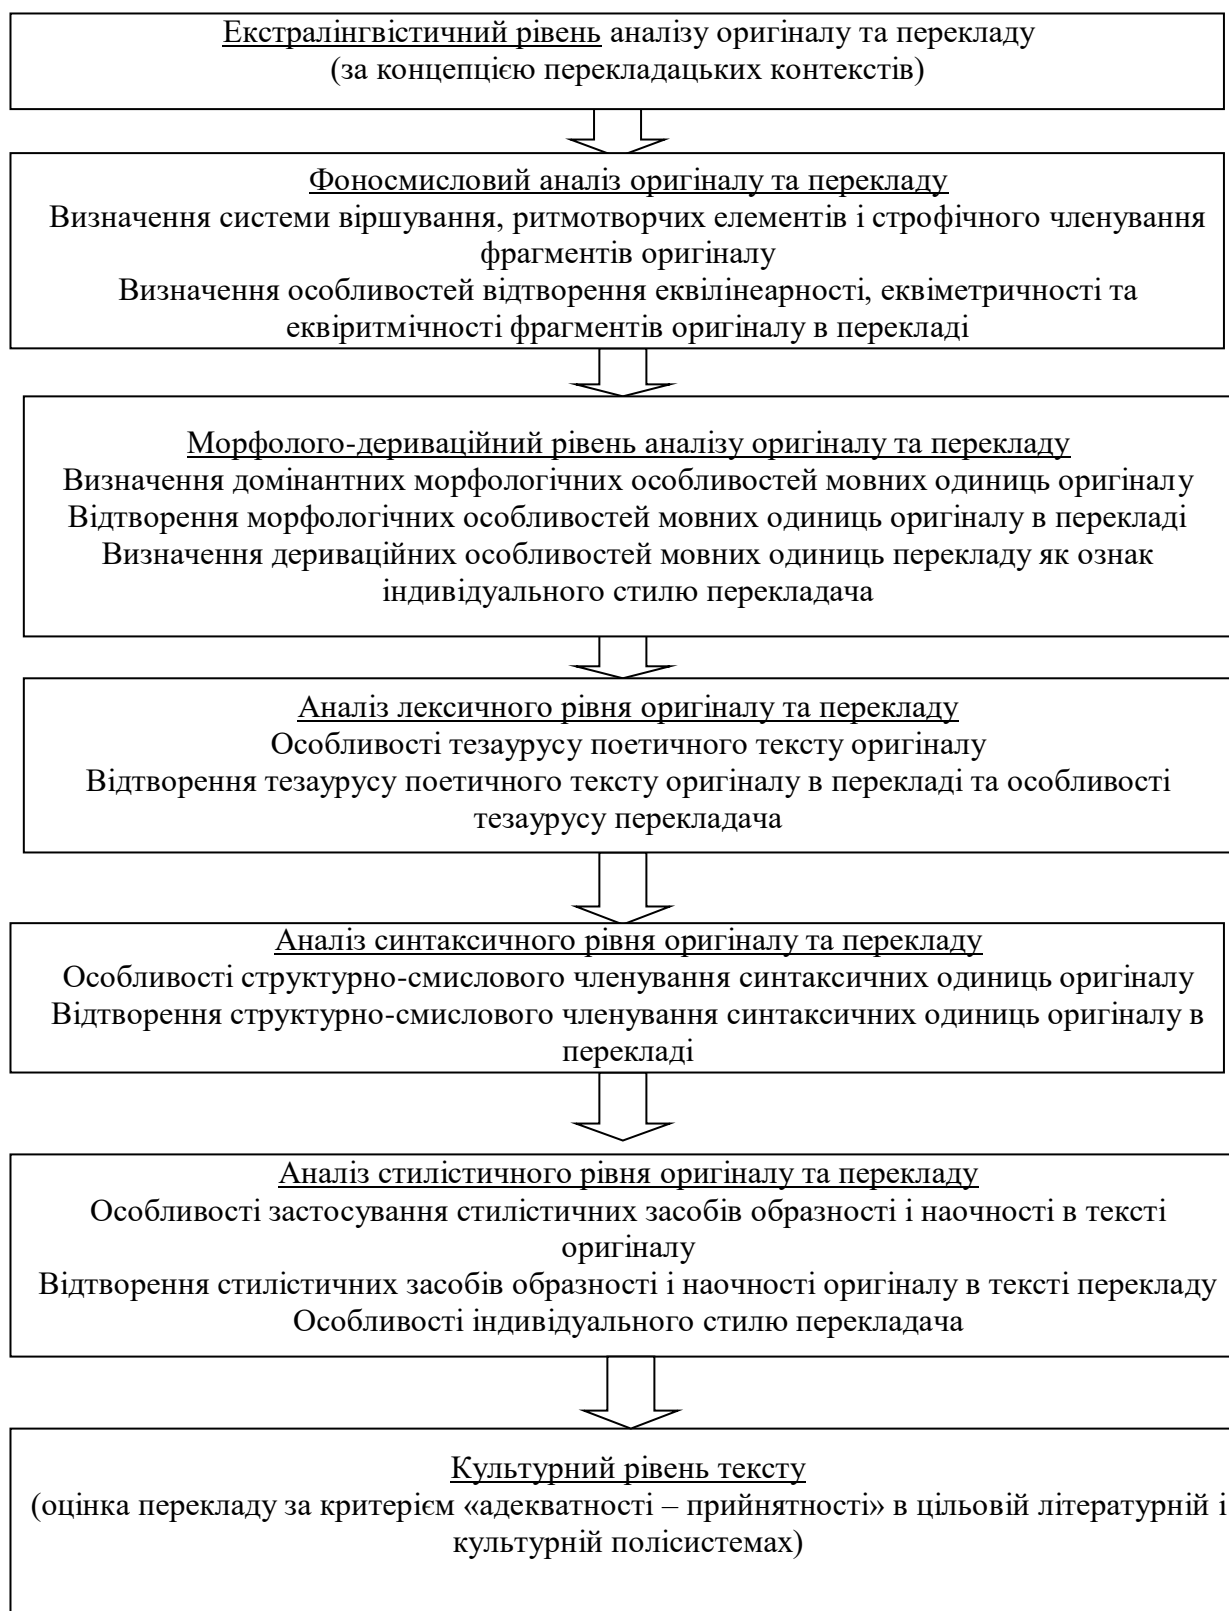 Екстралінгвістичний рівень аналізу оригіналу та перекладу
(за концепцією перекладацьких контекстів)
Фоносмисловий аналіз оригіналу та перекладу
Визначення системи віршування, ритмотворчих елементів і строфічного членування
фрагментів оригіналу
Визначення особливостей відтворення еквілінеарності, еквіметричності та
еквіритмічності фрагментів оригіналу в перекладі
Морфолого-дериваційний рівень аналізу оригіналу та перекладу
Визначення домінантних морфологічних особливостей мовних одиниць оригіналу
Відтворення морфологічних особливостей мовних одиниць оригіналу в перекладі
Визначення дериваційних особливостей мовних одиниць перекладу як ознак
індивідуального стилю перекладача
Аналіз лексичного рівня оригіналу та перекладу
Особливості тезаурусу поетичного тексту оригіналу
Відтворення тезаурусу поетичного тексту оригіналу в перекладі та особливості
тезаурусу перекладача
Аналіз синтаксичного рівня оригіналу та перекладу
Особливості структурно-смислового членування синтаксичних одиниць оригіналу
Відтворення структурно-смислового членування синтаксичних одиниць оригіналу в
перекладі
Аналіз стилістичного рівня оригіналу та перекладу
Особливості застосування стилістичних засобів образності і наочності в тексті
оригіналу
Відтворення стилістичних засобів образності і наочності оригіналу в тексті перекладу
Особливості індивідуального стилю перекладача
Культурний рівень тексту
(оцінка перекладу за критерієм «адекватності – прийнятності» в цільовій літературній і
культурній полісистемах)